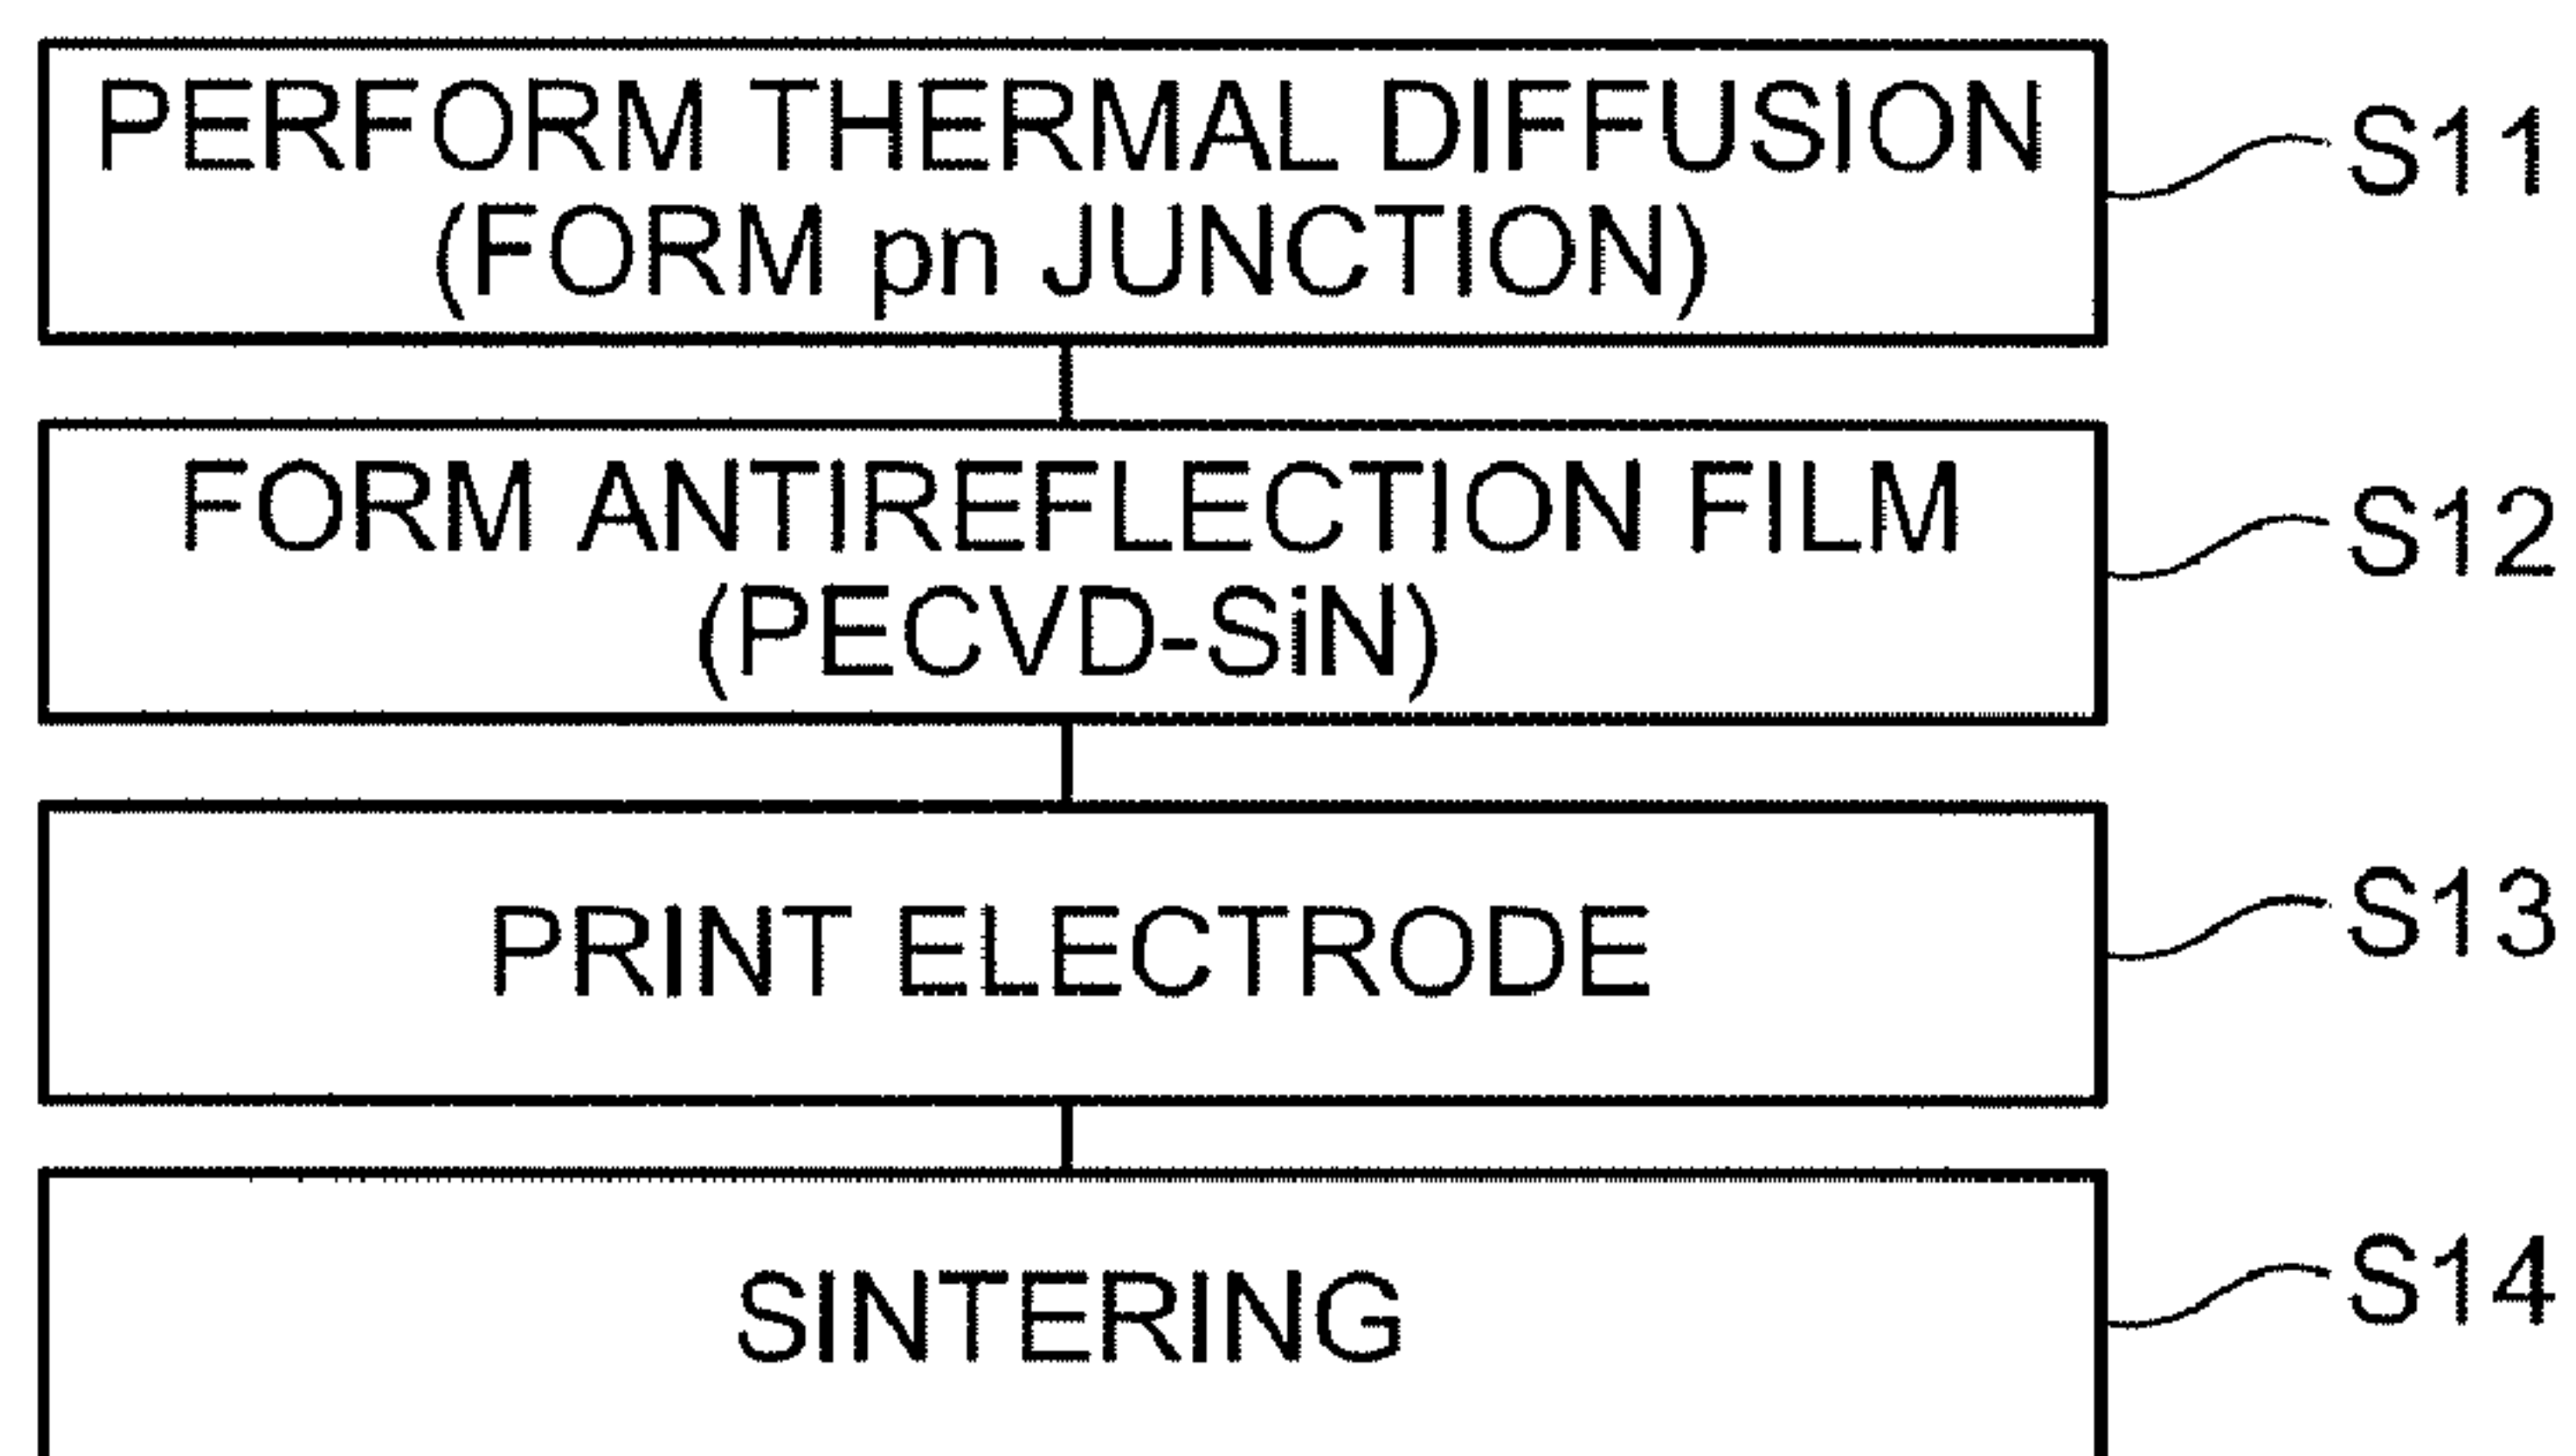 PERFORM THERMAL DIFFUSION
(FORM pn JUNCTION)
S11
FORM ANTIREFLECTION FILM
(PECVD-SiN)
S12
PRINT ELECTRODE
S13
SINTERING
S14